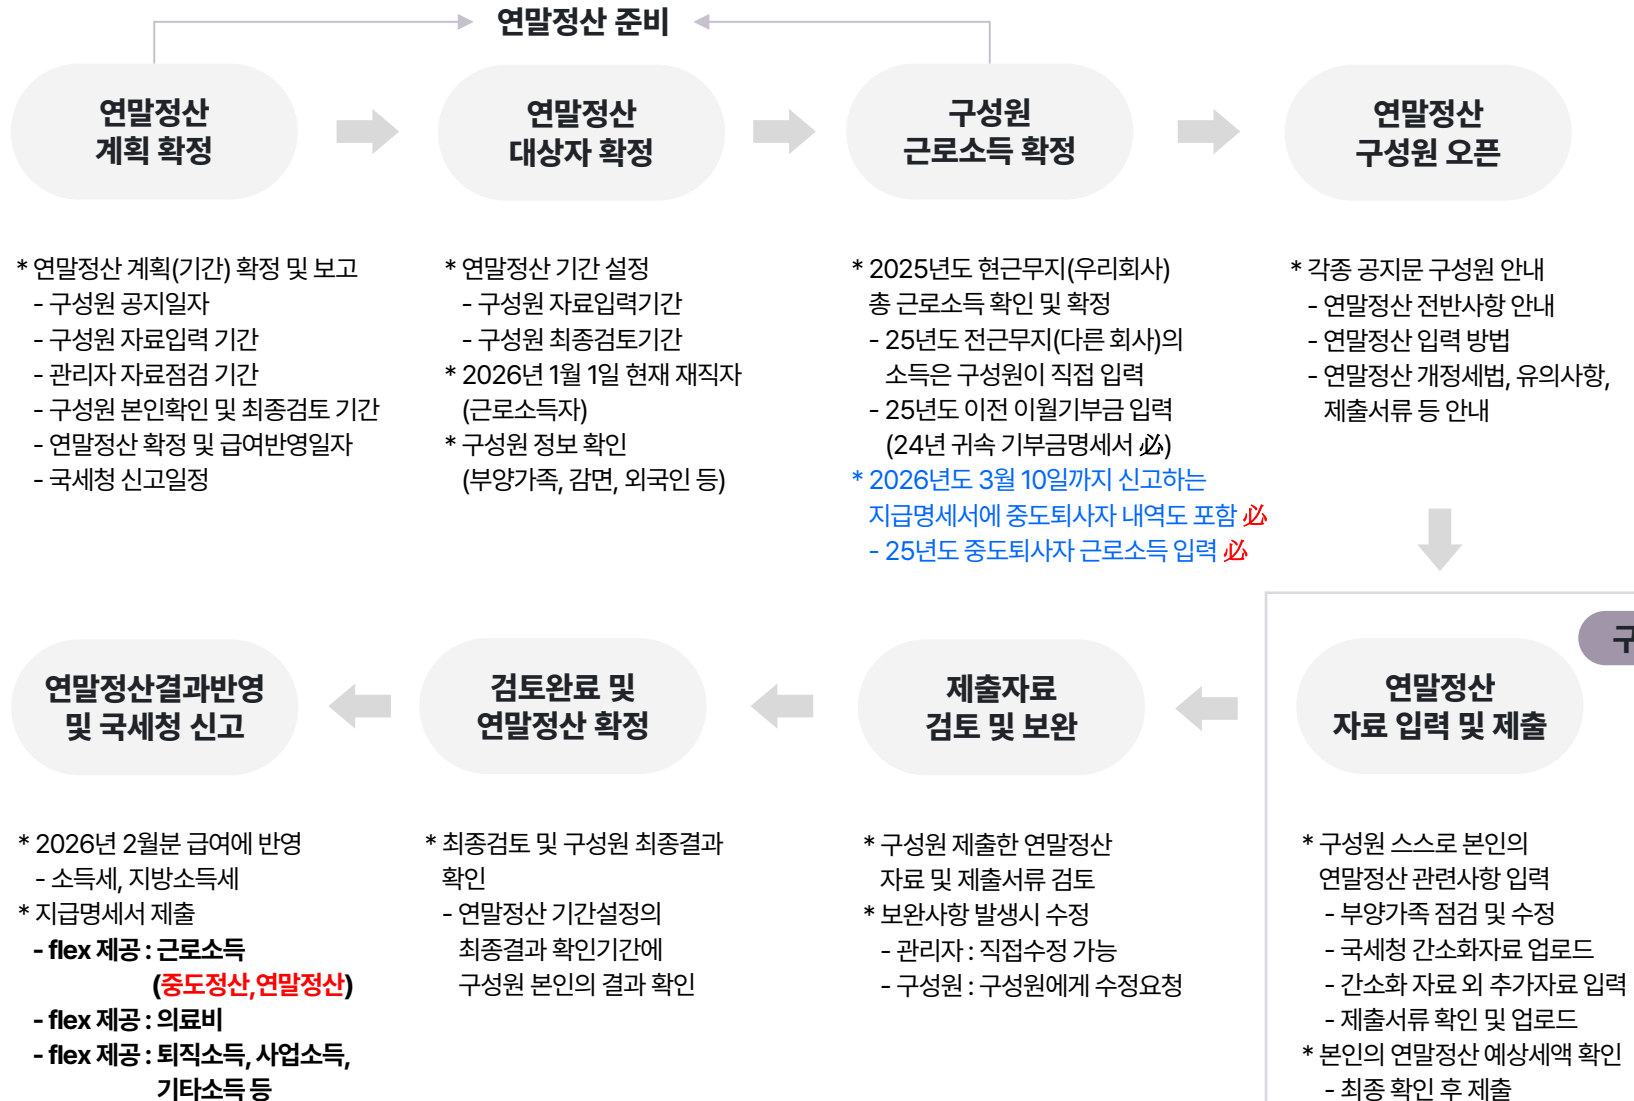 연말정산 준비
연말정산
계획 확정
연말정산
대상자 확정
구성원
근로소득 확정
연말정산
구성원 오픈
* 연말정산 계획(기간) 확정 및 보고
- 구성원 공지일자
- 구성원 자료입력 기간
- 관리자 자료점검 기간
- 구성원 본인확인 및 최종검토 기간
- 연말정산 확정 및 급여반영일자
- 국세청 신고일정
* 연말정산 기간 설정
- 구성원 자료입력기간
- 구성원 최종검토기간
* 2026년 1월 1일 현재 재직자
(근로소득자)
* 구성원 정보 확인
(부양가족, 감면, 외국인 등)
* 2025년도 현근무지(우리회사)
총 근로소득 확인 및 확정
- 25년도 전근무지(다른 회사)의
소득은 구성원이 직접 입력
- 25년도 이전 이월기부금 입력
(24년 귀속 기부금명세서 必)
* 2026년도 3월 10일까지 신고하는
지급명세서에 중도퇴사자 내역도 포함 必
- 25년도 중도퇴사자 근로소득 입력 必
* 각종 공지문 구성원 안내
- 연말정산 전반사항 안내
- 연말정산 입력 방법
- 연말정산 개정세법, 유의사항,
제출서류 등 안내
구
연말정산
자료 입력 및 제출
제출자료
검토 및 보완
검토완료 및
연말정산 확정
연말정산결과반영
및 국세청 신고
* 구성원 스스로 본인의
연말정산 관련사항 입력
- 부양가족 점검 및 수정
- 국세청 간소화자료 업로드
- 간소화 자료 외 추가자료 입력
- 제출서류 확인 및 업로드
* 본인의 연말정산 예상세액 확인
- 최종 확인 후 제출
* 구성원 제출한 연말정산
자료 및 제출서류 검토
* 보완사항 발생시 수정
- 관리자 : 직접수정 가능
- 구성원 : 구성원에게 수정요청
* 최종검토 및 구성원 최종결과
확인
- 연말정산 기간설정의
최종결과 확인기간에
구성원 본인의 결과 확인
* 2026년 2월분 급여에 반영
- 소득세, 지방소득세
* 지급명세서 제출
- flex 제공 : 근로소득
(중도정산,연말정산)
- flex 제공 : 의료비
- flex 제공 : 퇴직소득, 사업소득,
기타소득 등